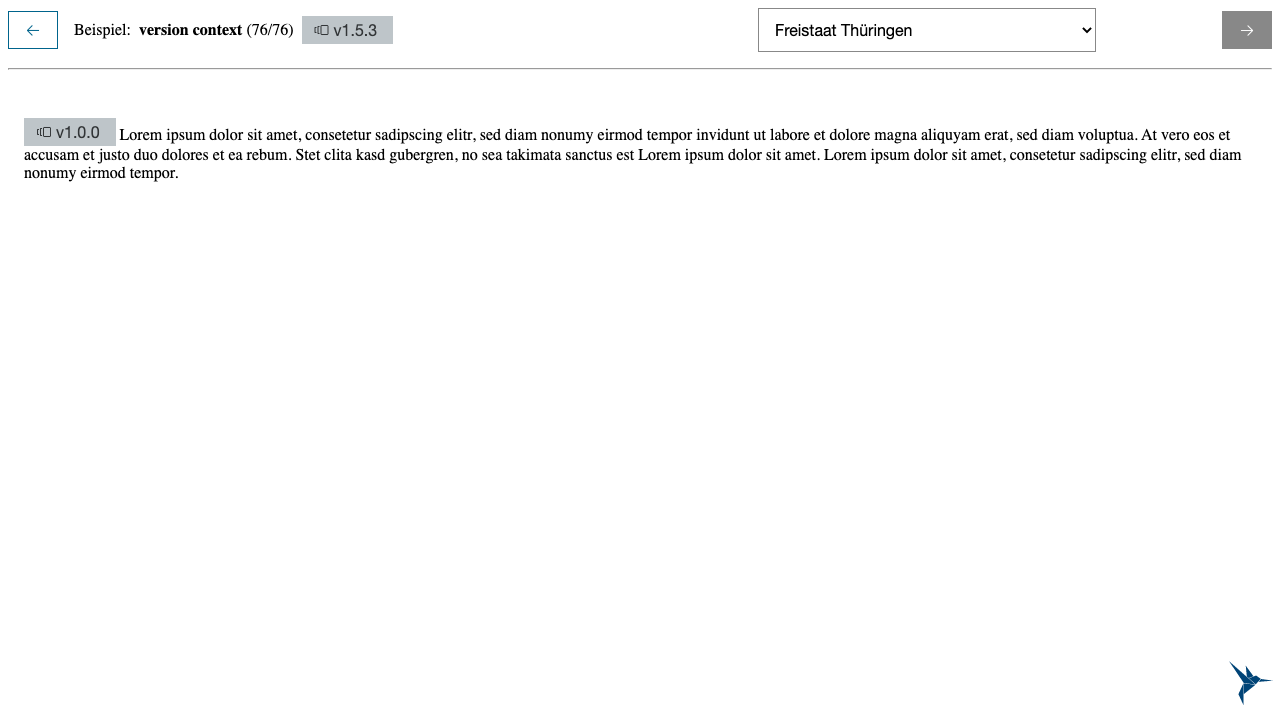 Beispiel: version context (76/76) v1.5.3 Freistaat Thüringen
v1.0.0 Lorem ipsum dolor sit amet, consetetur sadipscing elitr, sed diam nonumy eirmod tempor invidunt ut labore et dolore magna aliquyam erat, sed diam voluptua. At vero eos et
accusam et justo duo dolores et ea rebum. Stet clita kasd gubergren, no sea takimata sanctus est Lorem ipsum dolor sit amet. Lorem ipsum dolor sit amet, consetetur sadipscing elitr, sed diam
nonumy eirmod tempor.